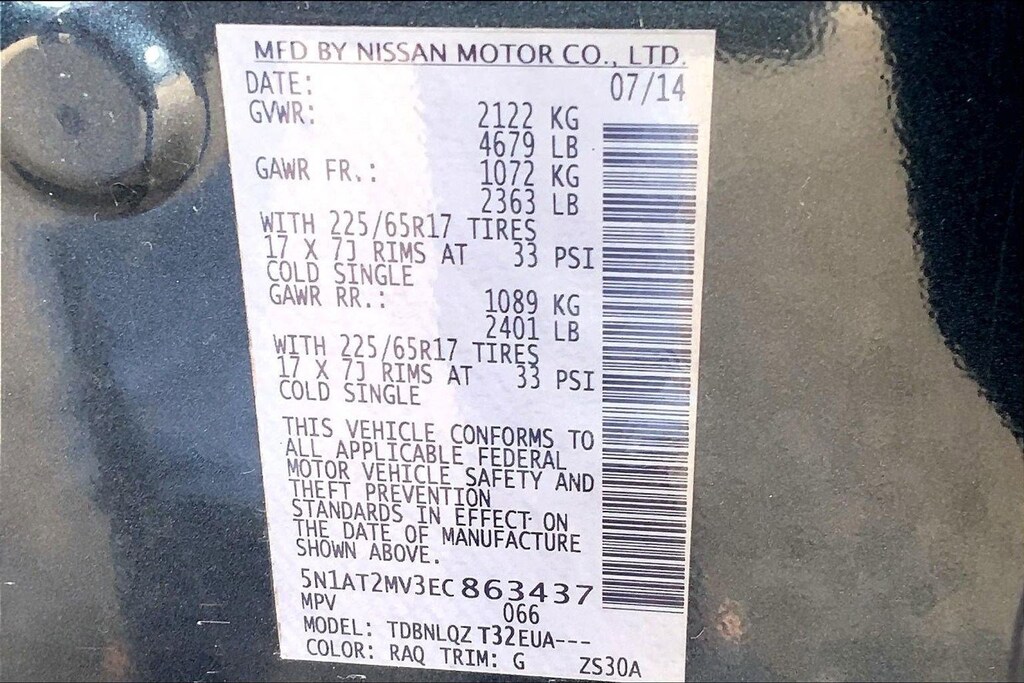 MFD BY NISSAN MOTOR CO., LTD.
DATE: 07/14
GVWR: 2122 KG
4679 LB
GAWR FR.: 1072 KG
2363 LB
WITH 225/65R17 TIRES
17 X 7J RIMS AT 33 PSI
COLD SINGLE
GAWR RR.: 1089 KG
2401 LB
WITH 225/65R17 TIRES
17 X 7J RIMS AT 33 PSI
COLD SINGLE
THIS VEHICLE CONFORMS TO
ALL APPLICABLE FEDERAL
MOTOR VEHICLE SAFETY AND
THEFT PREVENTION
STANDARDS IN EFFECT ON
THE DATE OF MANUFACTURE
SHOWN ABOVE.
5N1AT2MV3EC863437
MPV 066
MODEL: TDBNLQZ T32EUA---
COLOR: RAQ TRIM: G ZS30A